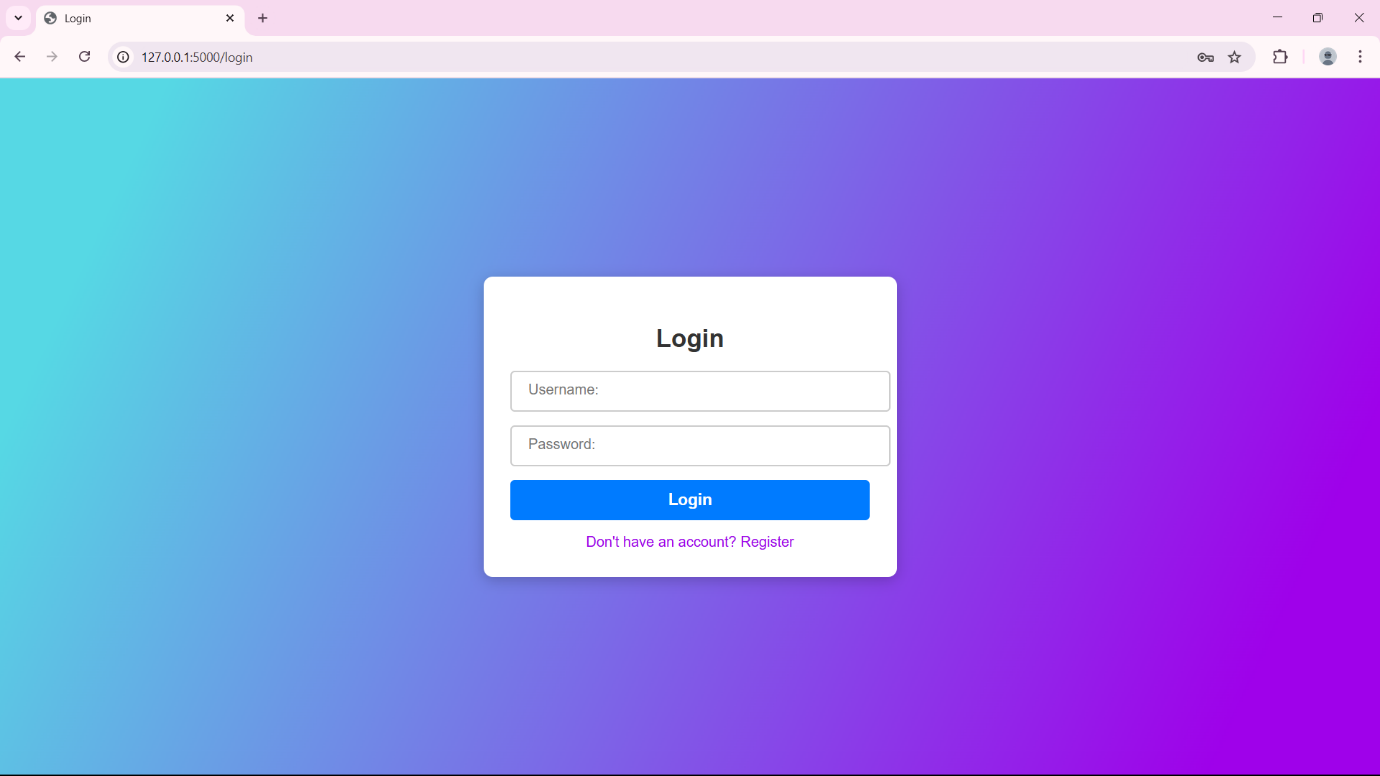 Login
127.0.0.1:5000/login
Login
Username:
Password:
Login
Don't have an account? Register